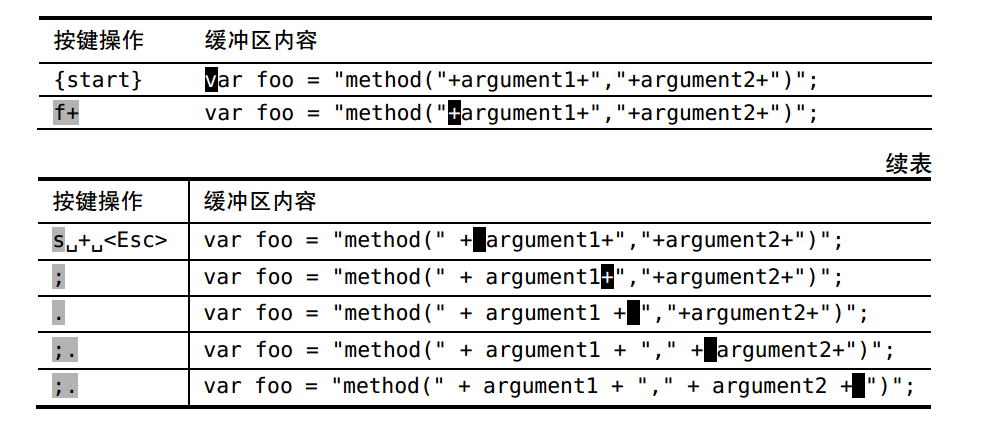 按键操作 缓冲区内容
{start} var foo = "method("+argument1+","+argument2+")";
f+ var foo = "method("+argument1+","+argument2+")";
续表
按键操作 缓冲区内容
s␣+␣<Esc> var foo = "method(" + argument1+","+argument2+")";
; var foo = "method(" + argument1+","+argument2+")";
. var foo = "method(" + argument1 + ","+argument2+")";
;. var foo = "method(" + argument1 + "," + argument2+")";
;. var foo = "method(" + argument1 + "," + argument2 + ")";